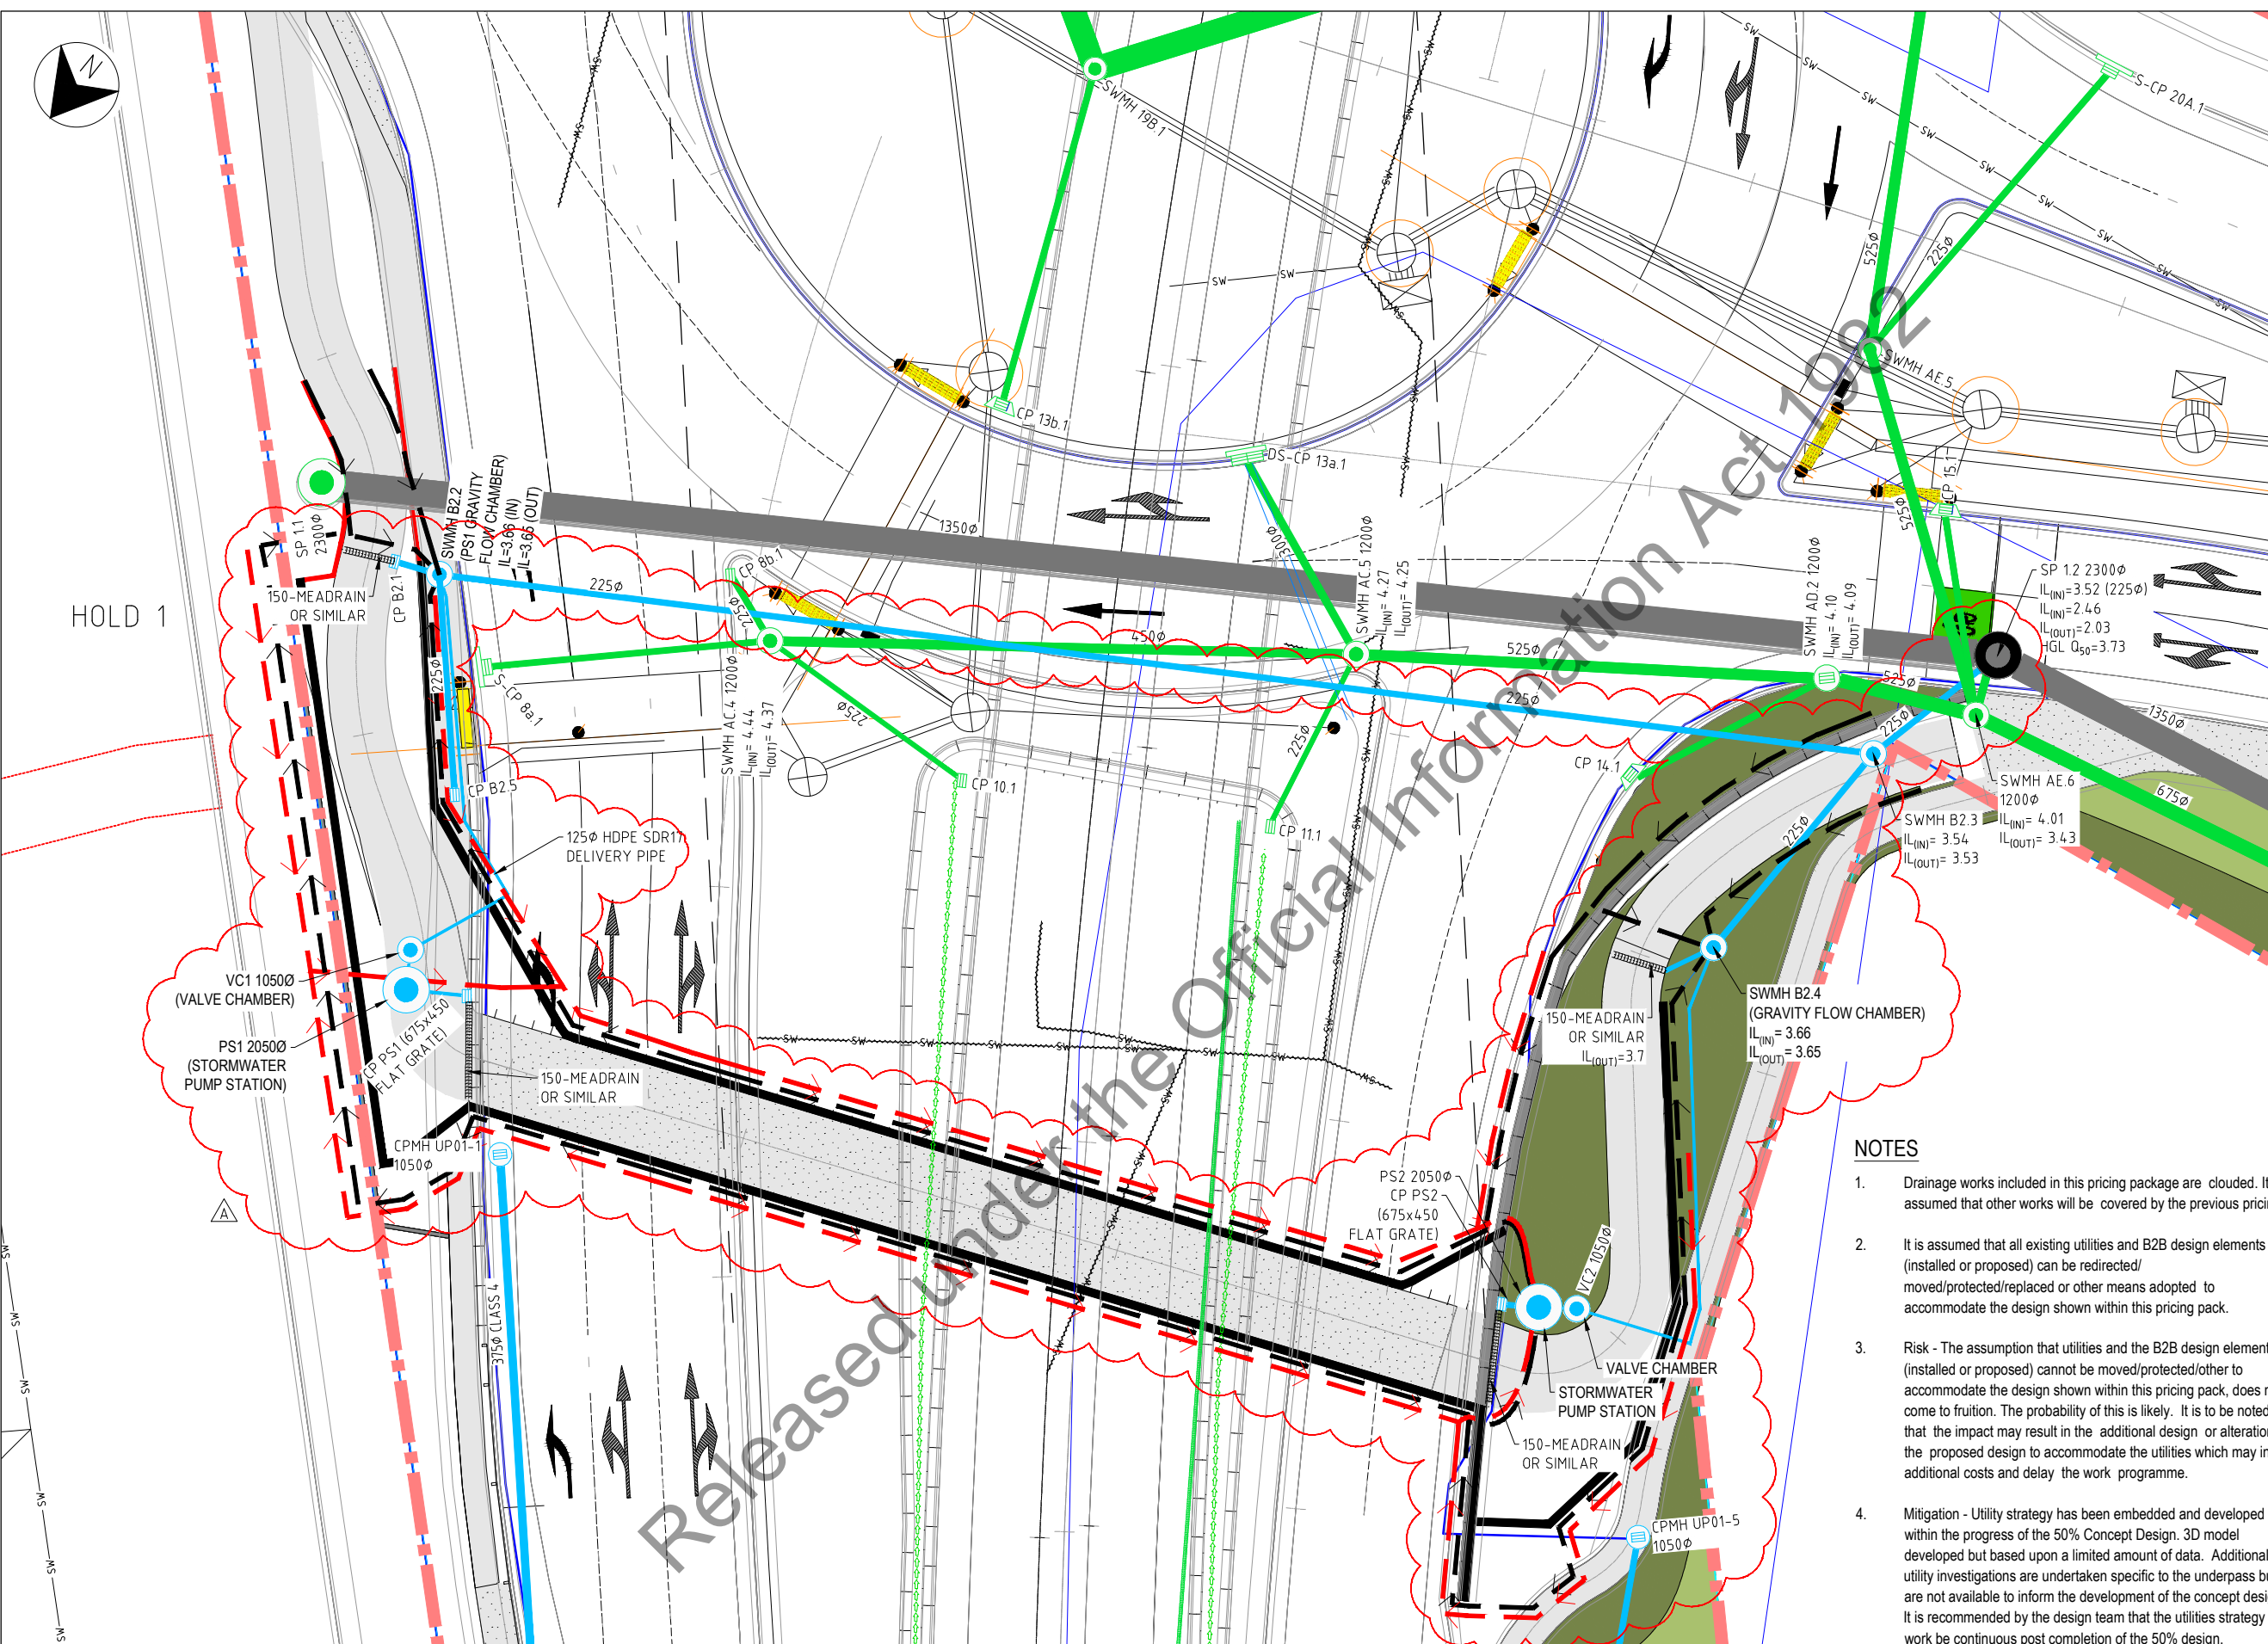 N
HOLD 1
SWMH 19B.1
S-CP 20A.1
525Ø
225Ø
SWMH AE.5
CP 13b.1
DS-CP 13a.1
CP 15.1
525Ø
SP 1.1
2300Ø
SWMH B2.2
(PS1 GRAVITY
FLOW CHAMBER)
IL=3.66 (IN)
IL=3.65 (OUT)
1350Ø
300Ø
150-MEADRAIN
OR SIMILAR
CP B2.1
225Ø
CP 8b.1
225Ø
450Ø
SWMH AC.5 1200Ø
IL(IN)= 4.27
IL(OUT)= 4.25
525Ø
SWMH AD.2 1200Ø
IL(IN)= 4.10
IL(OUT)= 4.09
525Ø
SP 1.2 2300Ø
IL(IN)=3.52 (225Ø)
IL(IN)=2.46
IL(OUT)=2.03
HGL Q50=3.73
1350Ø
225Ø
S-CP 8a.1
SWMH AC.4 1200Ø
IL(IN)= 4.44
IL(OUT)= 4.37
225Ø
225Ø
225Ø
225Ø
CP B2.5
CP 10.1
CP 11.1
CP 14.1
225Ø
SWMH B2.3
IL(IN)= 3.54
IL(OUT)= 3.53
SWMH AE.6
1200Ø
IL(IN)= 4.01
IL(OUT)= 3.43
675Ø
125Ø HDPE SDR17
DELIVERY PIPE
VC1 1050Ø
(VALVE CHAMBER)
PS1 2050Ø
(STORMWATER
PUMP STATION)
CP PS1 (675x450
FLAT GRATE)
150-MEADRAIN
OR SIMILAR
CPMH UP01-1
1050Ø
A
375Ø CLASS 4
150-MEADRAIN
OR SIMILAR
IL(OUT)=3.7
SWMH B2.4
(GRAVITY FLOW CHAMBER)
IL(IN)= 3.66
IL(OUT)= 3.65
PS2 2050Ø
CP PS2
(675x450
FLAT GRATE)
VC2 1050Ø
VALVE CHAMBER
STORMWATER
PUMP STATION
150-MEADRAIN
OR SIMILAR
CPMH UP01-5
1050Ø
Released under the Official Information Act 1982
NOTES
1. Drainage works included in this pricing package are clouded. It
assumed that other works will be covered by the previous
2. It is assumed that all existing utilities and B2B design elements
(installed or proposed) can be redirected/
moved/protected/replaced or other means adopted to
accommodate the design shown within this pricing pack.
3. Risk - The assumption that utilities and the B2B design
(installed or proposed) cannot be moved/protected/other to
accommodate the design shown within this pricing pack, does
come to fruition. The probability of this is likely. It is to be noted
that the impact may result in the additional design or
the proposed design to accommodate the utilities which may
additional costs and delay the work programme.
4. Mitigation - Utility strategy has been embedded and developed
within the progress of the 50% Concept Design. 3D model
developed but based upon a limited amount of data. Additional
utility investigations are undertaken specific to the underpass
are not available to inform the development of the concept
It is recommended by the design team that the utilities strategy
work be continuous post completion of the 50% design.